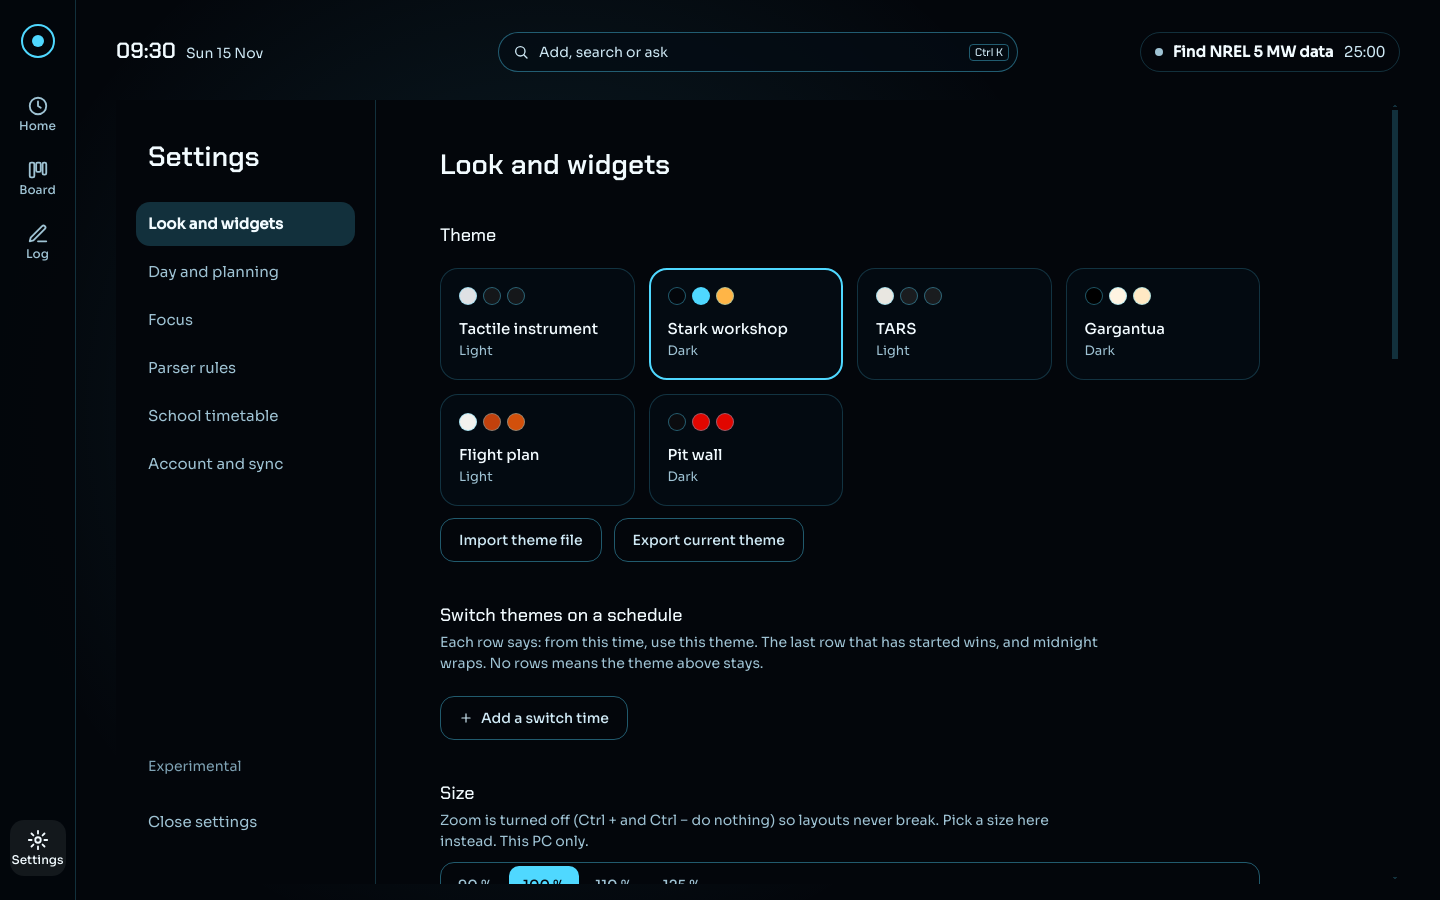 09:30 Sun 15 Nov
Add, search or ask
Ctrl K
Find NREL 5 MW data 25:00
Home
Board
Log
Settings
Settings
Look and widgets
Day and planning
Focus
Parser rules
School timetable
Account and sync
Experimental
Close settings
Look and widgets
Theme
Tactile instrument
Light
Stark workshop
Dark
TARS
Light
Gargantua
Dark
Flight plan
Light
Pit wall
Dark
Import theme file
Export current theme
Switch themes on a schedule
Each row says: from this time, use this theme. The last row that has started wins, and midnight
wraps. No rows means the theme above stays.
+ Add a switch time
Size
Zoom is turned off (Ctrl + and Ctrl − do nothing) so layouts never break. Pick a size here
instead. This PC only.
90 % 100 % 110 % 125 %